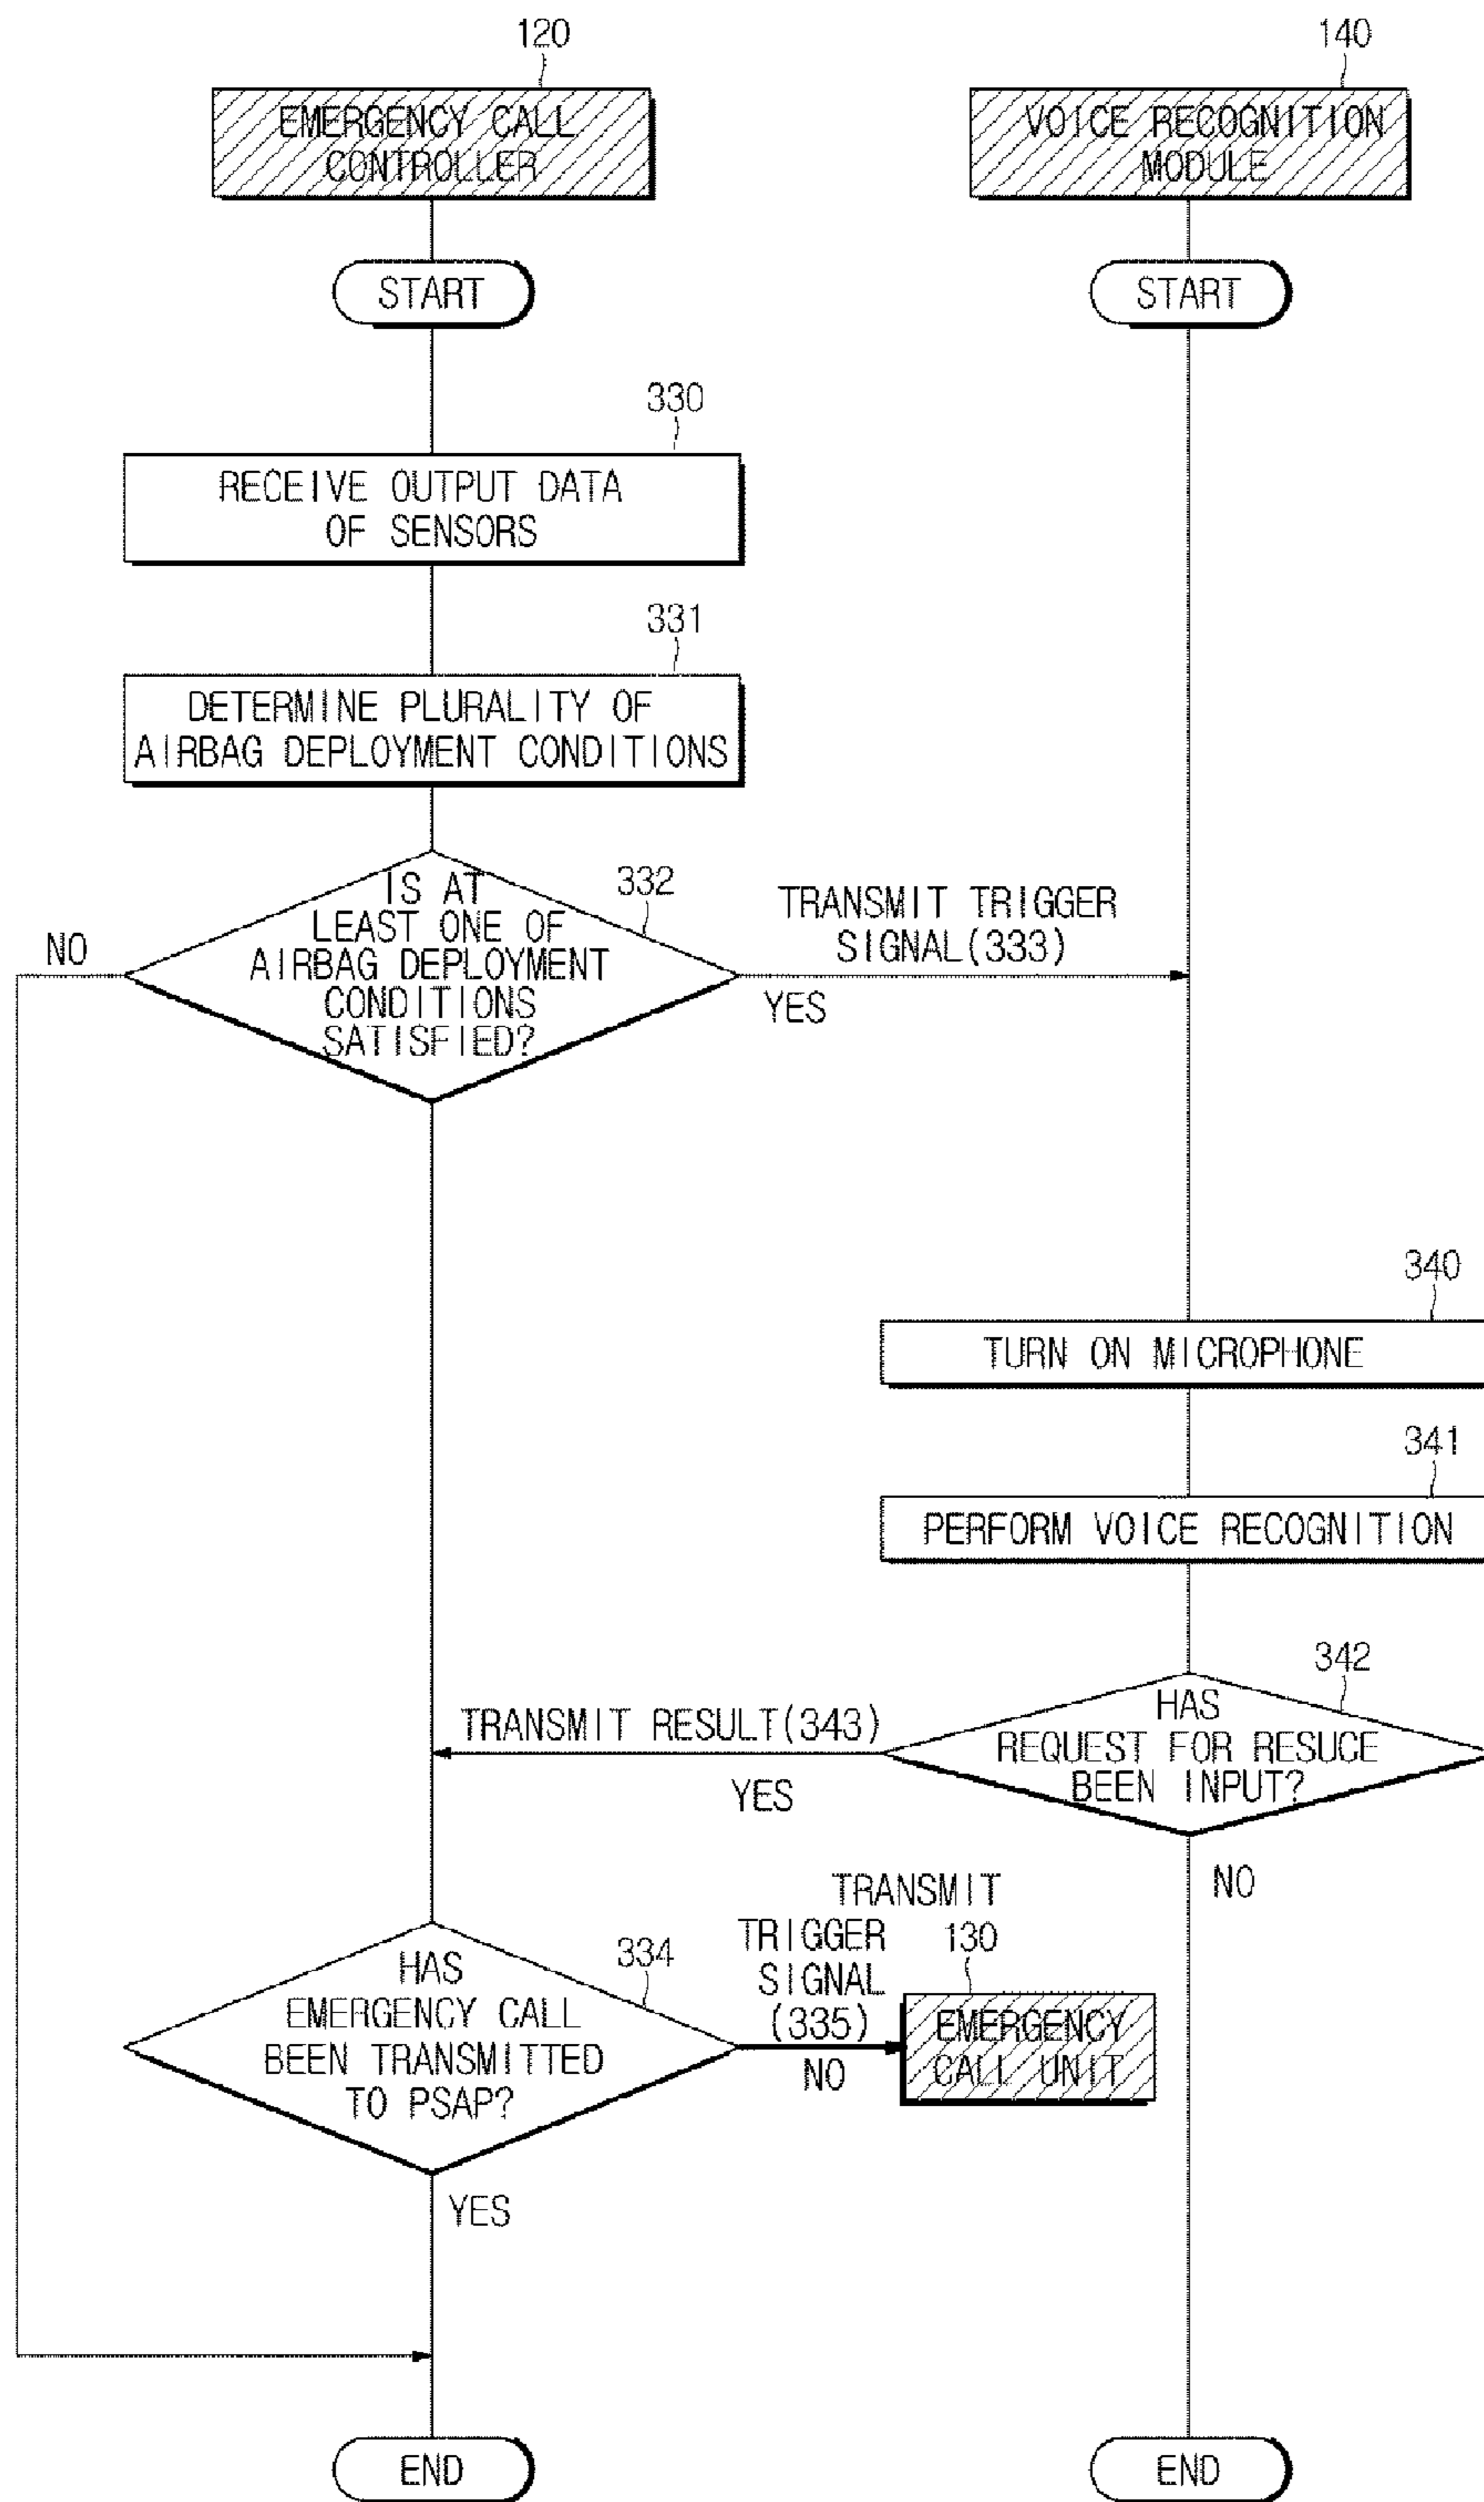 120
EMERGENCY CALL
CONTROLLER
140
VOICE RECOGNITION
MODULE
START
START
330
RECEIVE OUTPUT DATA
OF SENSORS
331
DETERMINE PLURALITY OF
AIRBAG DEPLOYMENT CONDITIONS
332
IS AT
LEAST ONE OF
AIRBAG DEPLOYMENT
CONDITIONS
SATISFIED?
NO
TRANSMIT TRIGGER
SIGNAL(333)
YES
340
TURN ON MICROPHONE
341
PERFORM VOICE RECOGNITION
342
HAS
REQUEST FOR RESUCE
BEEN INPUT?
TRANSMIT RESULT(343)
YES
NO
334
HAS
EMERGENCY CALL
BEEN TRANSMITTED
TO PSAP?
TRANSMIT
TRIGGER
SIGNAL
(335)
NO
130
EMERGENCY
CALL UNIT
YES
END
END